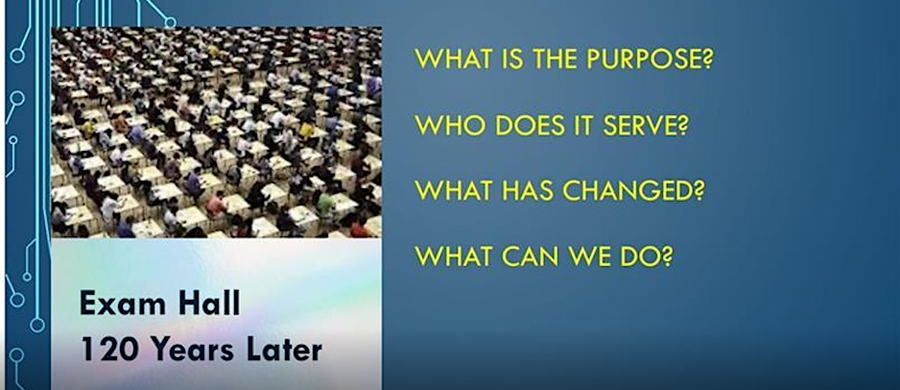 WHAT IS THE PURPOSE?
WHO DOES IT SERVE?
WHAT HAS CHANGED?
WHAT CAN WE DO?
Exam Hall
120 Years Later